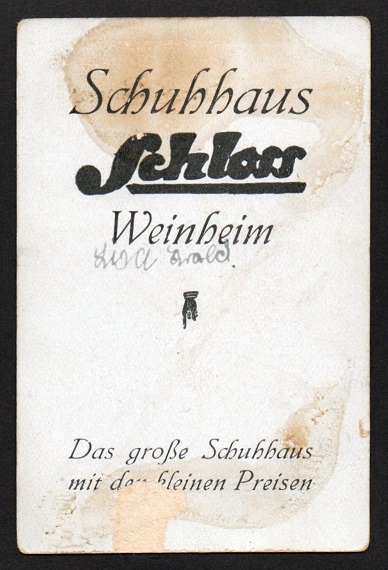 Schuhhaus
Schloss
Weinheim
Das große Schuhhaus
mit den kleinen Preisen